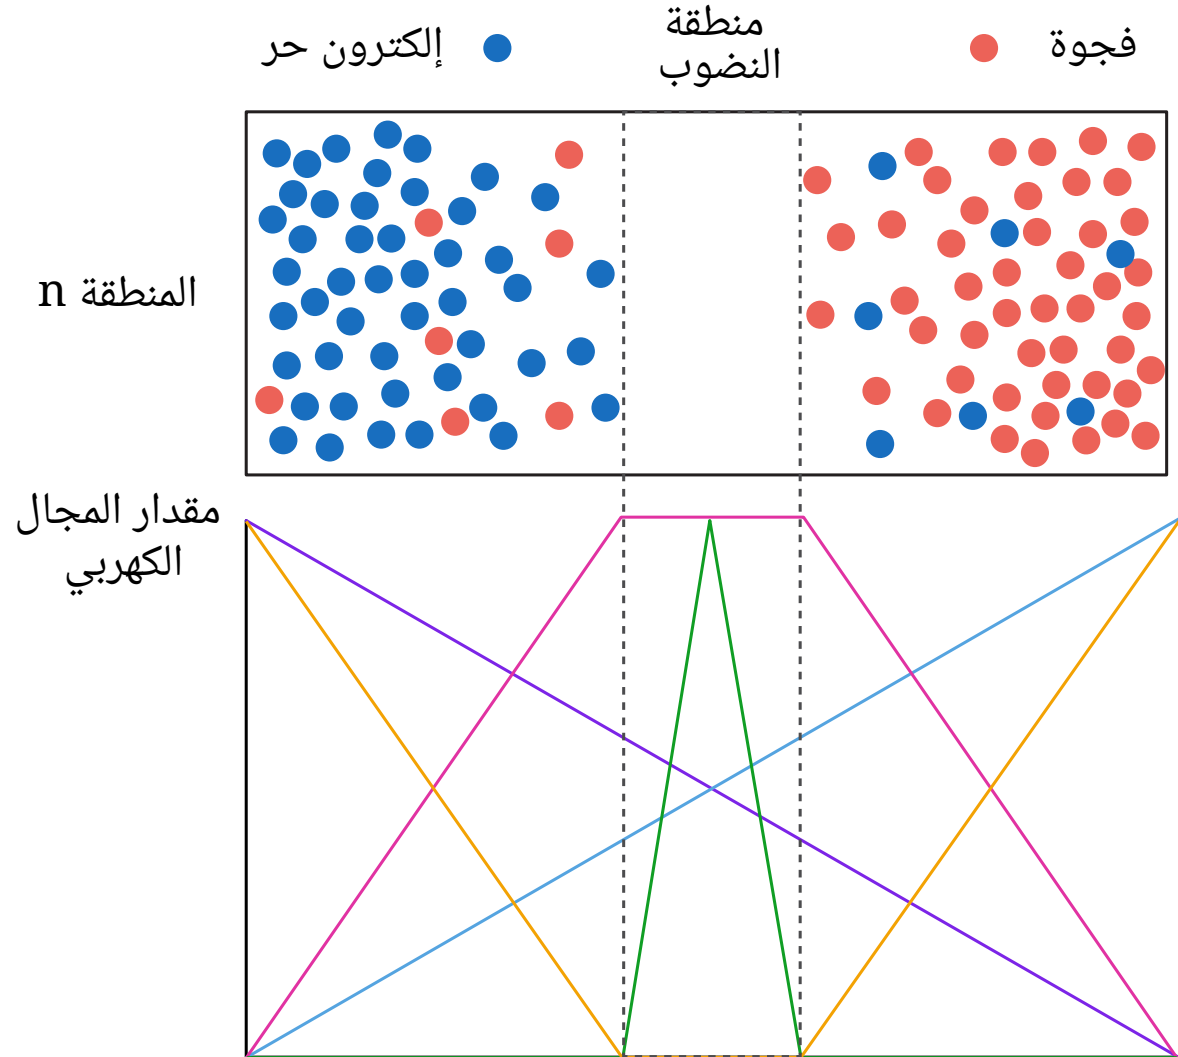 فجوة
منطقة
النضوب
إلكترون حر
المنطقة n
مقدار المجال
الكهربي